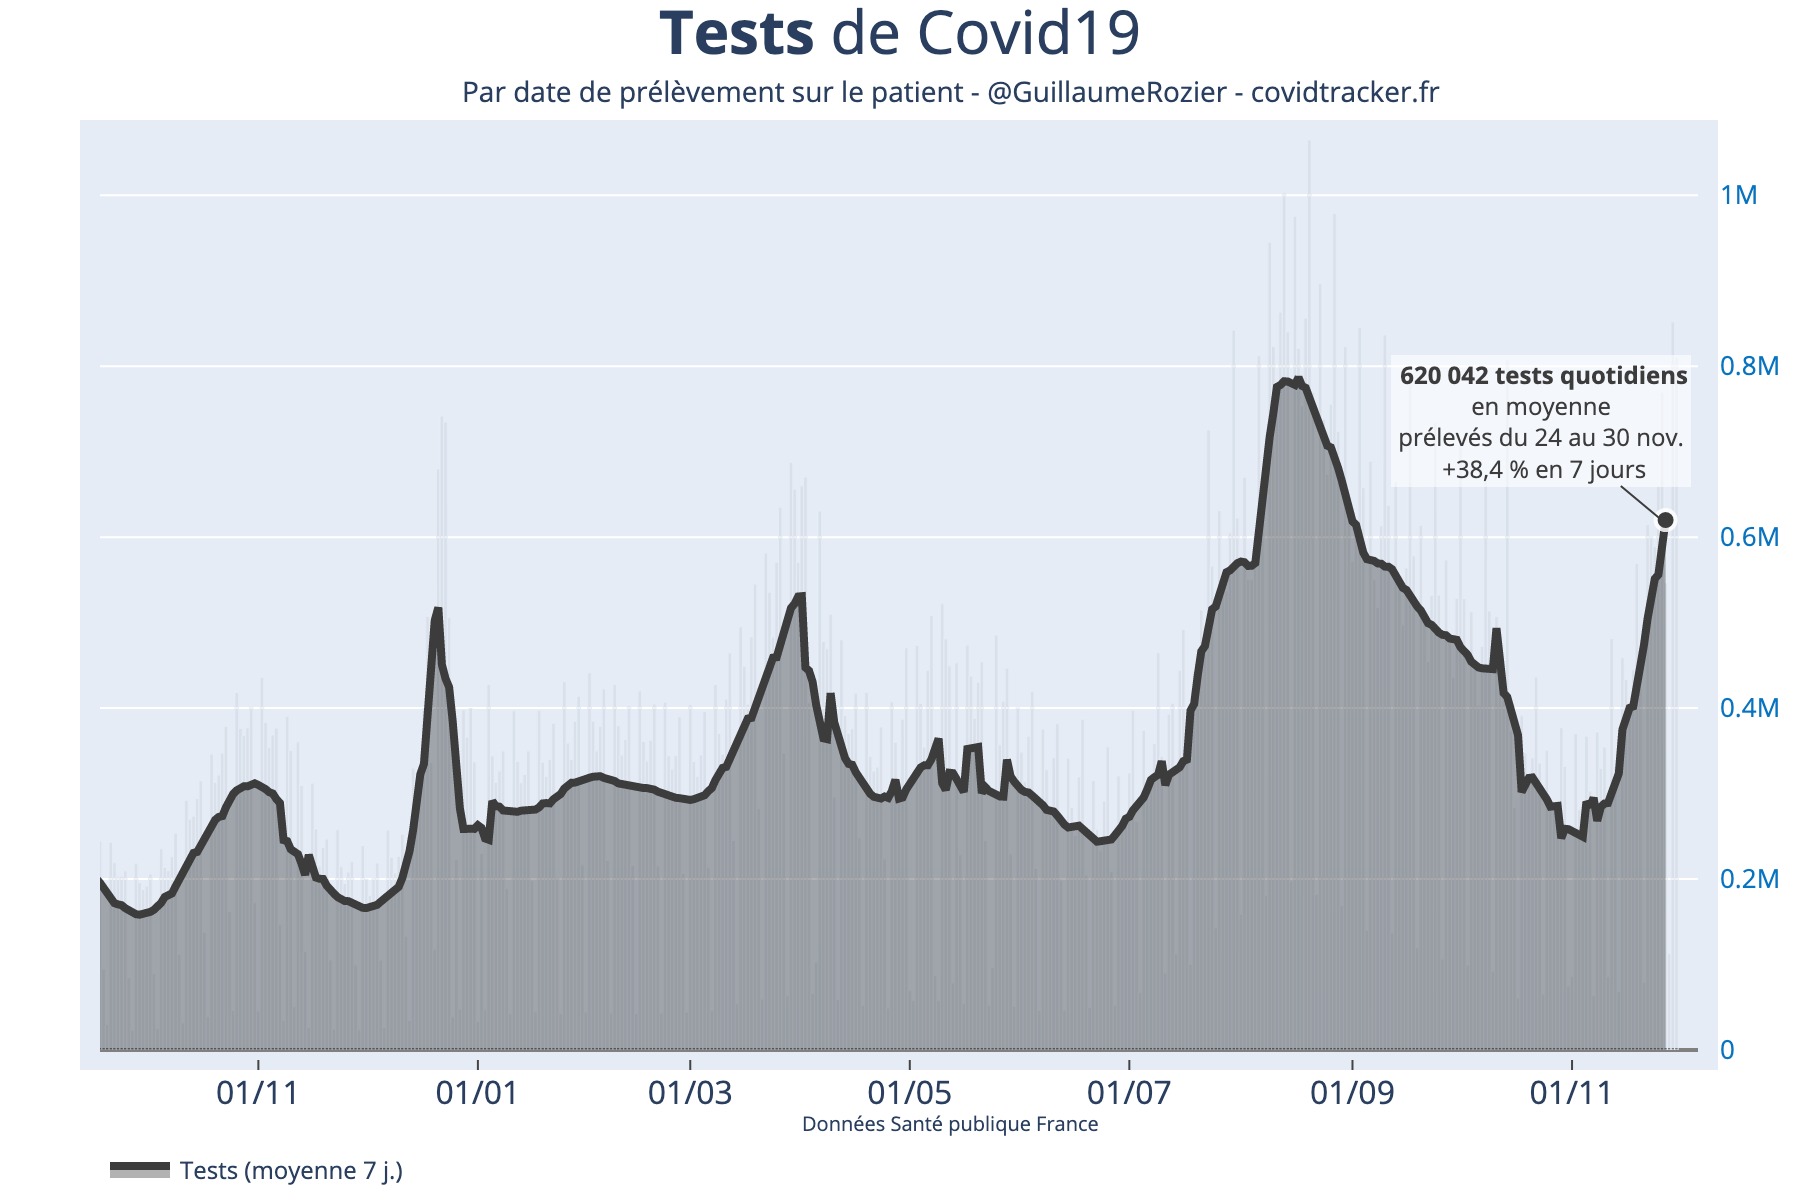 Tests de Covid19
Par date de prélèvement sur le patient - @GuillaumeRozier - covidtracker.fr
1M
0.8M
620 042 tests quotidiens
en moyenne
prélevés du 24 au 30 nov.
+38,4 % en 7 jours
0.6M
0.4M
0.2M
0
01/11 01/01 01/03 01/05 01/07 01/09 01/11
Données Santé publique France
Tests (moyenne 7 j.)